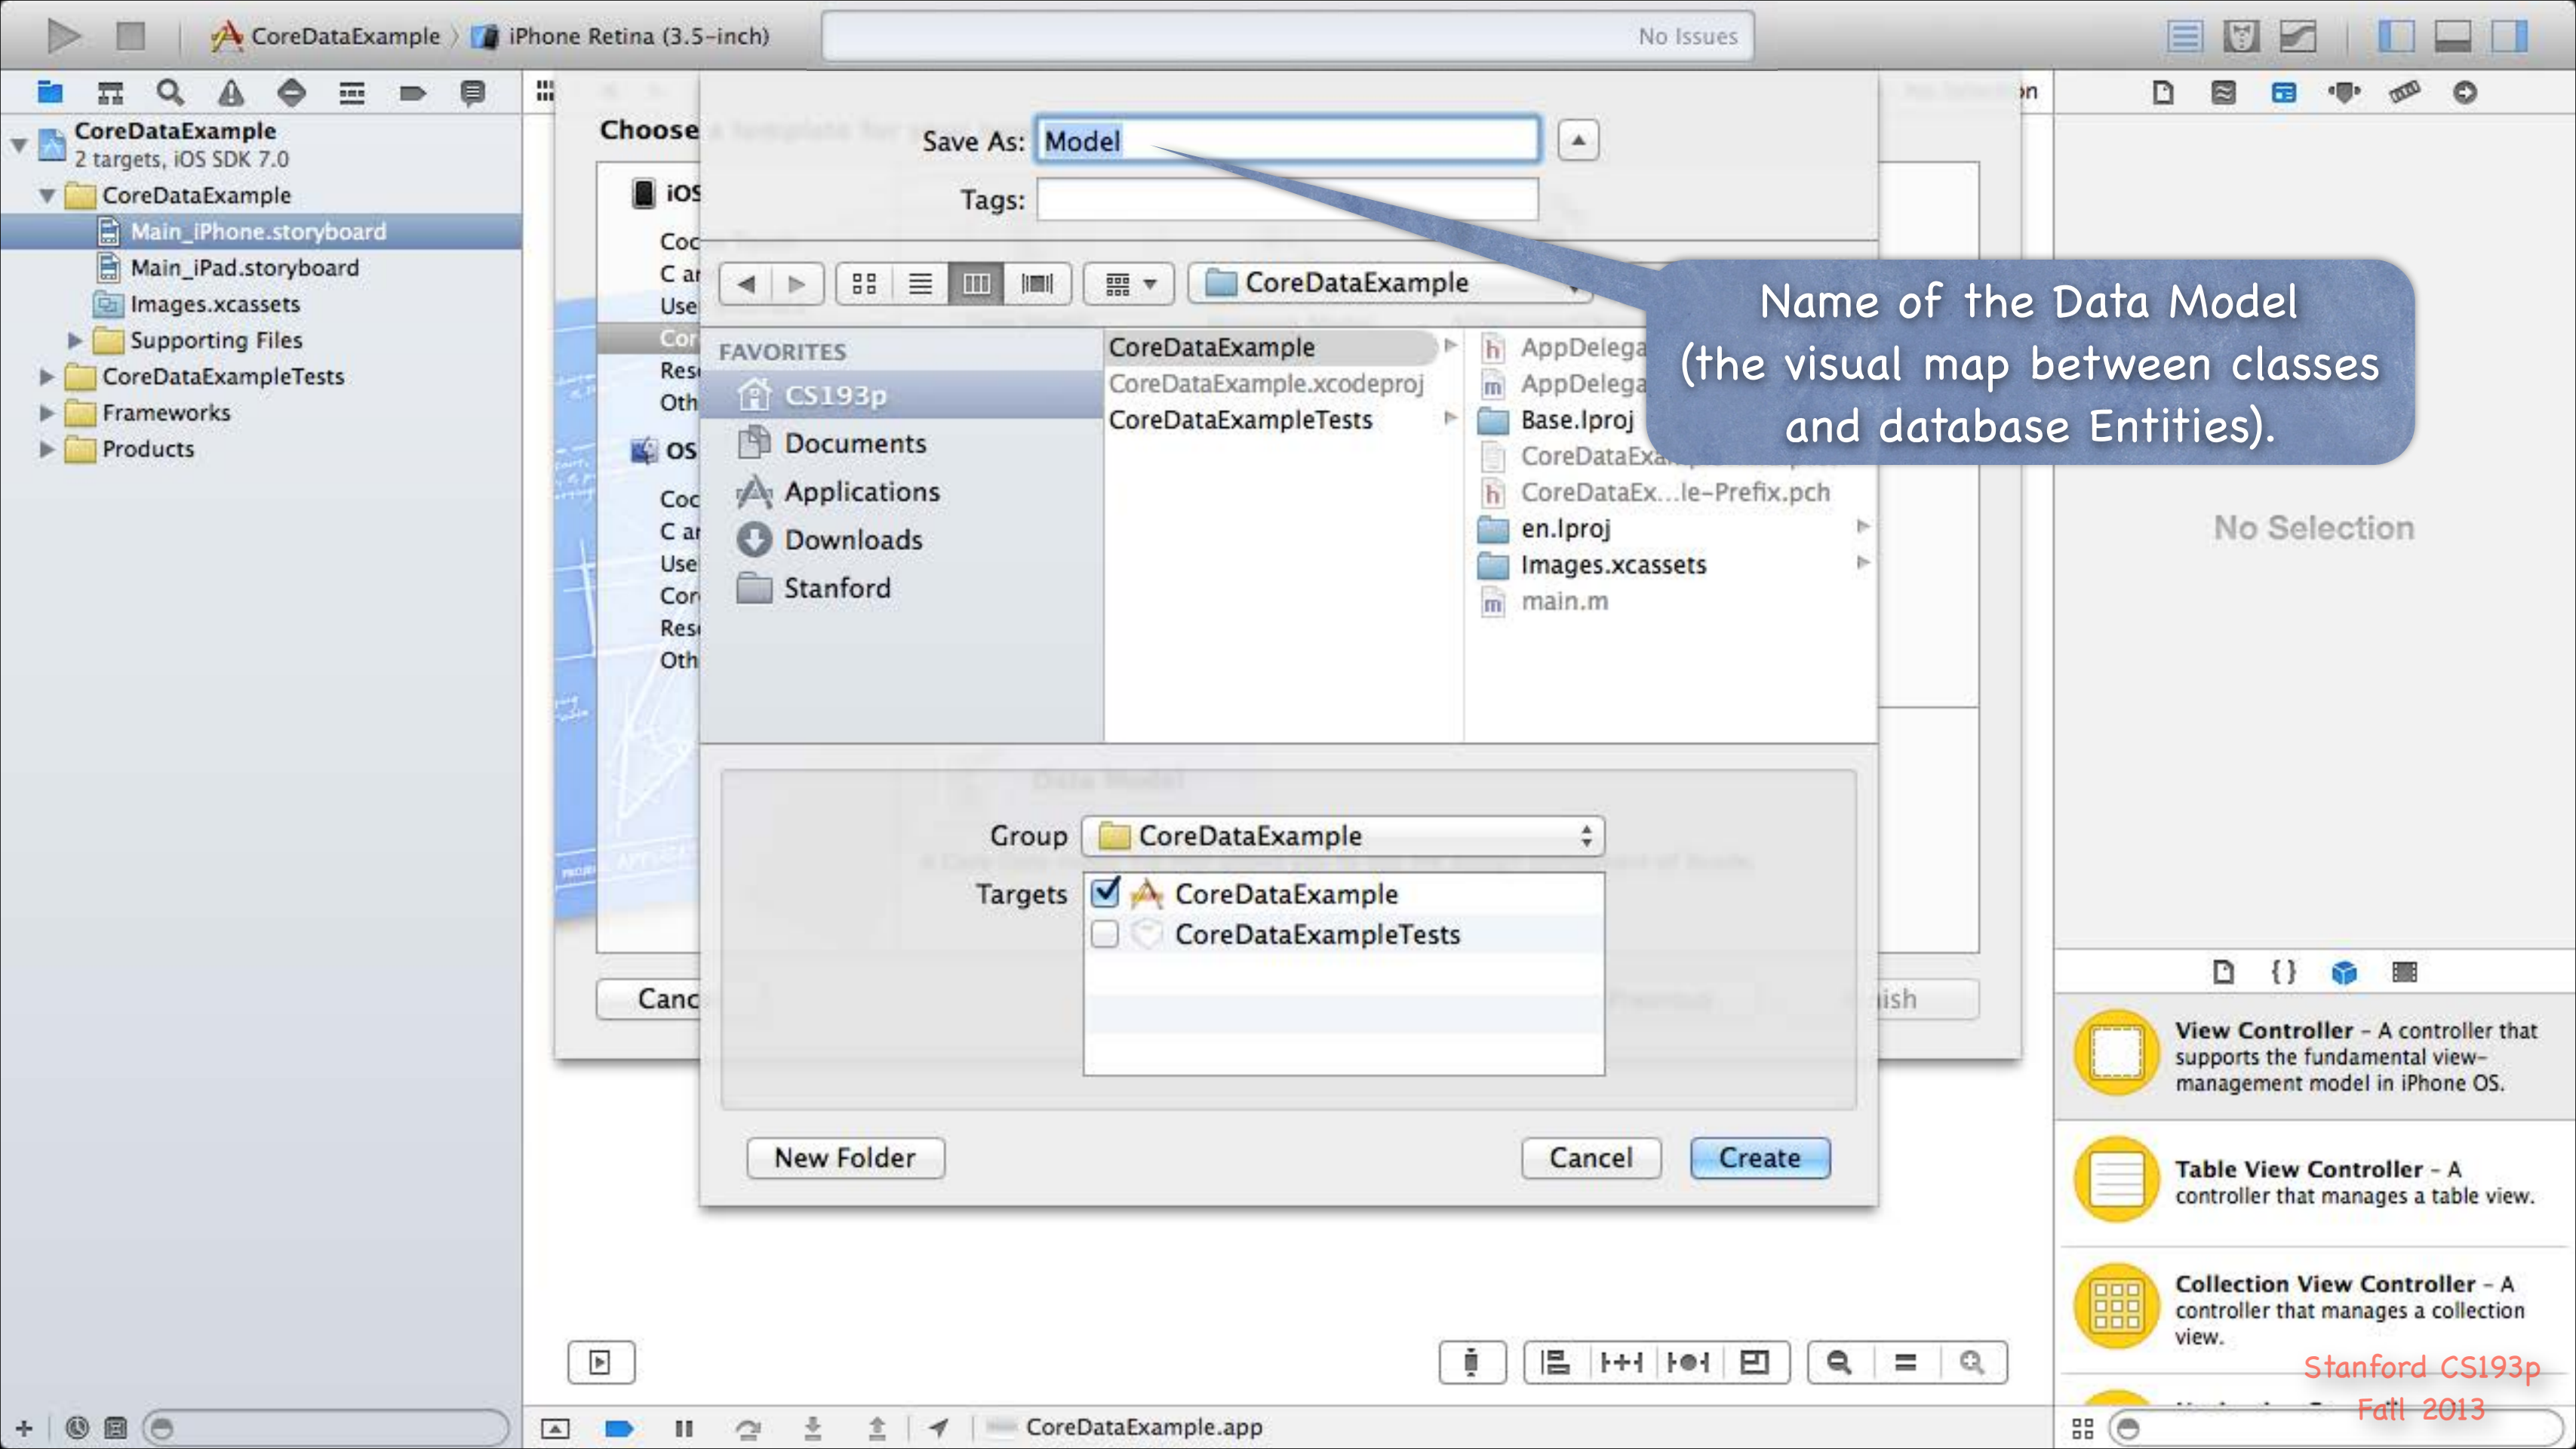 CoreDataExample
iPhone Retina (3.5-inch)
No Issues
CoreDataExample
2 targets, iOS SDK 7.0
CoreDataExample
Main_iPhone.storyboard
Main_iPad.storyboard
Images.xcassets
Supporting Files
CoreDataExampleTests
Frameworks
Products
Choose
iOS
Save As: Model
Tags:
CoreDataExample
FAVORITES
CS193p
Documents
Applications
Downloads
Stanford
CoreDataExample
CoreDataExample.xcodeproj
CoreDataExampleTests
AppDelega
AppDelega
Base.lproj
CoreDataEx...le-Prefix.pch
en.lproj
Images.xcassets
main.m
Name of the Data Model
(the visual map between classes
and database Entities).
Group CoreDataExample
Targets CoreDataExample
CoreDataExampleTests
New Folder
Cancel
Create
No Selection
View Controller – A controller that
supports the fundamental view-
management model in iPhone OS.
Table View Controller – A
controller that manages a table view.
Collection View Controller – A
controller that manages a collection
view.
CoreDataExample.app
Stanford CS193p
Fall 2013